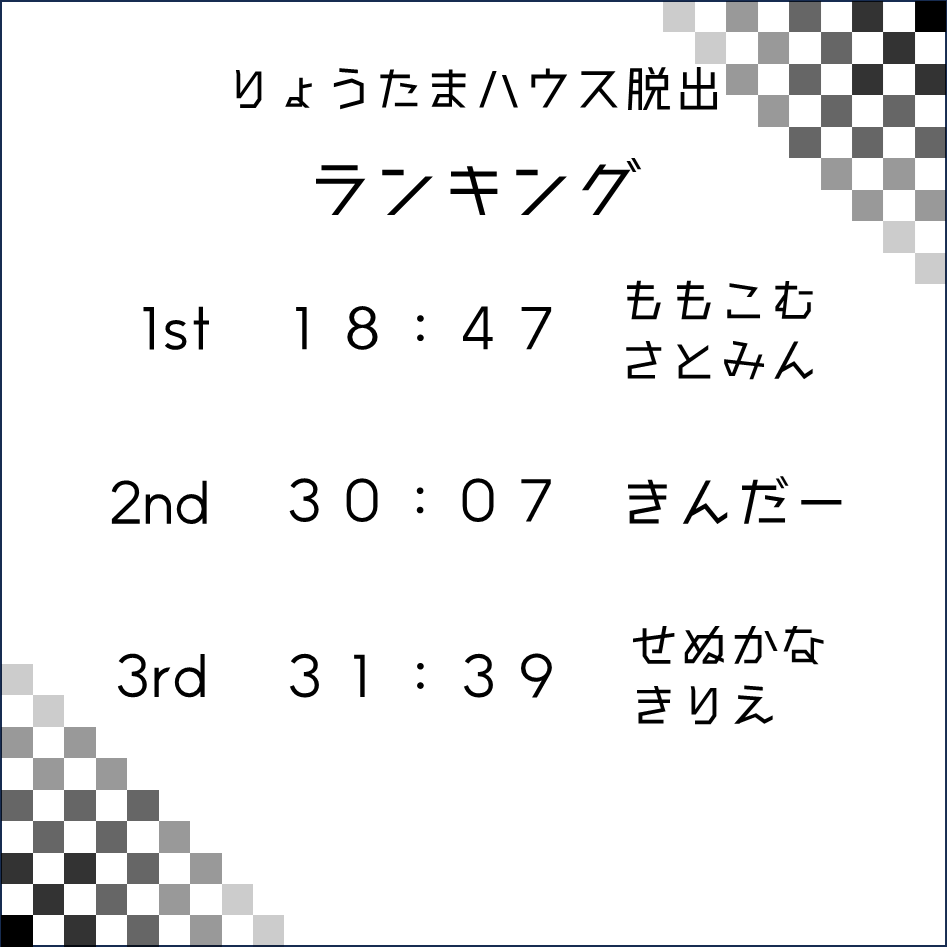 りょうたまハウス脱出
ランキング
1st 18:47 ももこむ
さとみん
2nd 30:07 きんだー
3rd 31:39 せぬかな
きりえ